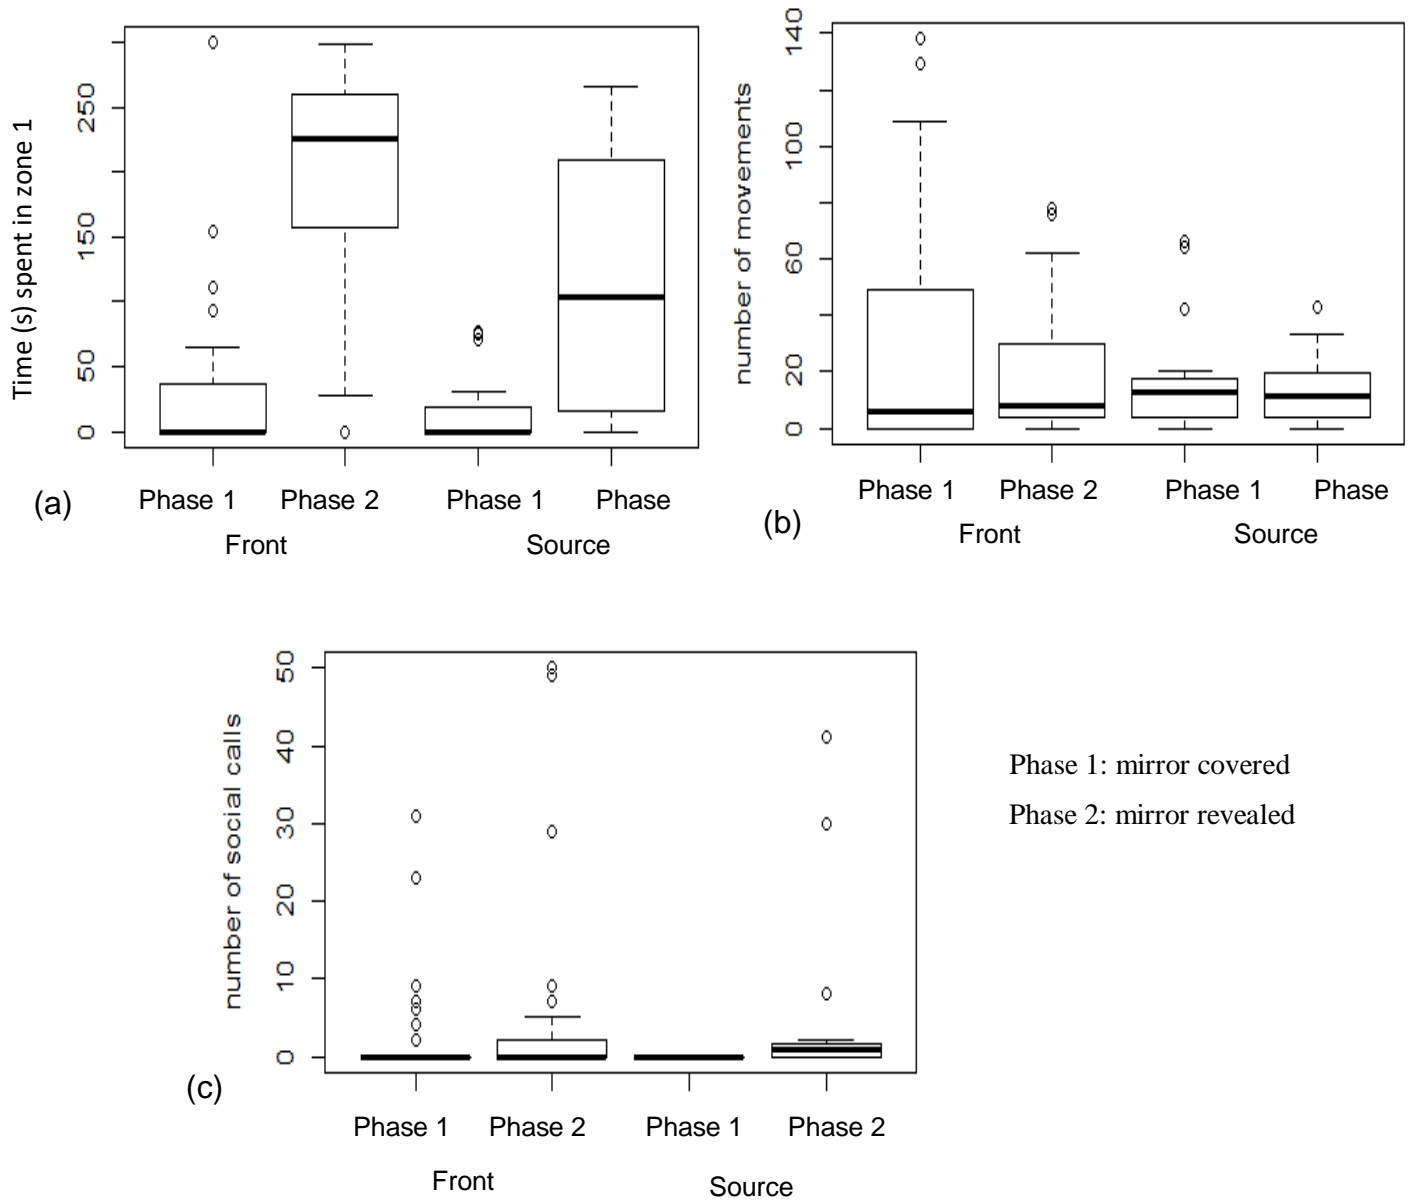 Time (s) spent in zone 1
250
150
50
0
Phase 1 Phase 2 Phase 1 Phase
Front Source
(a)
number of movements
140
100
60
20
0
Phase 1 Phase 2 Phase 1 Phase
Front Source
(b)
number of social calls
50
40
30
20
10
0
Phase 1 Phase 2 Phase 1 Phase 2
Front Source
(c)
Phase 1: mirror covered
Phase 2: mirror revealed